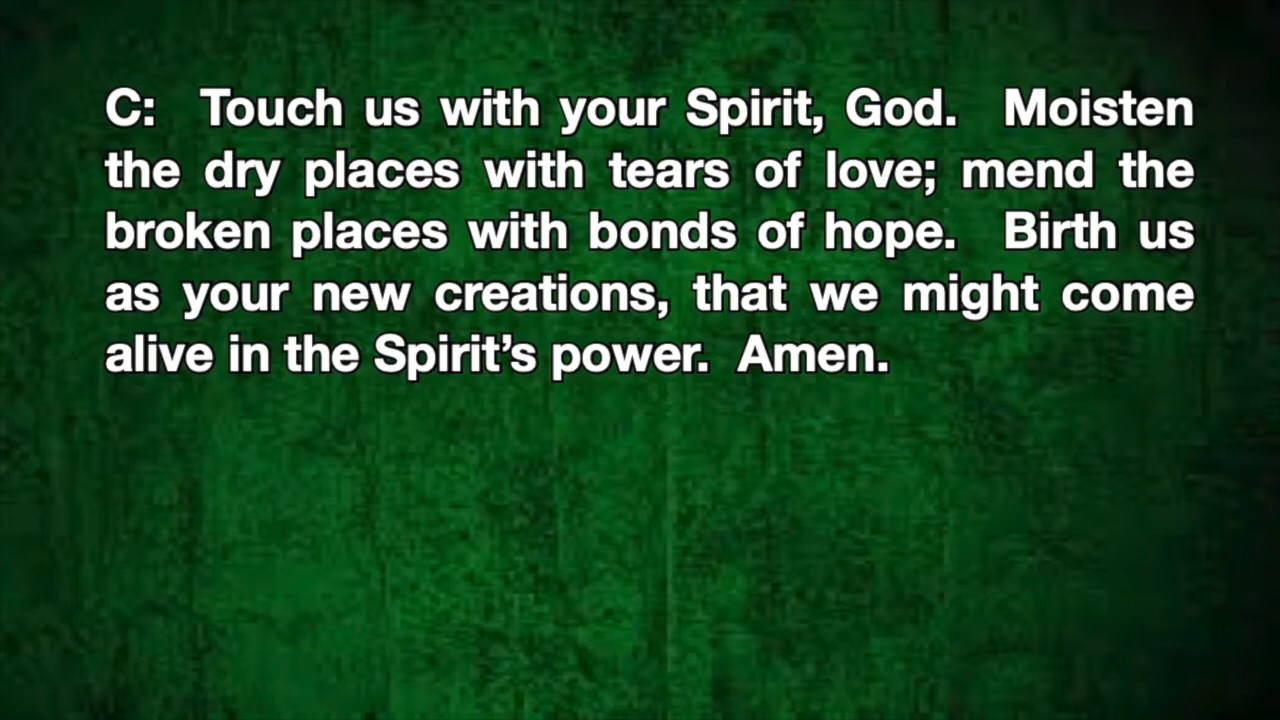 C: Touch us with your Spirit, God. Moisten
the dry places with tears of love; mend the
broken places with bonds of hope. Birth us
as your new creations, that we might come
alive in the Spirit’s power. Amen.